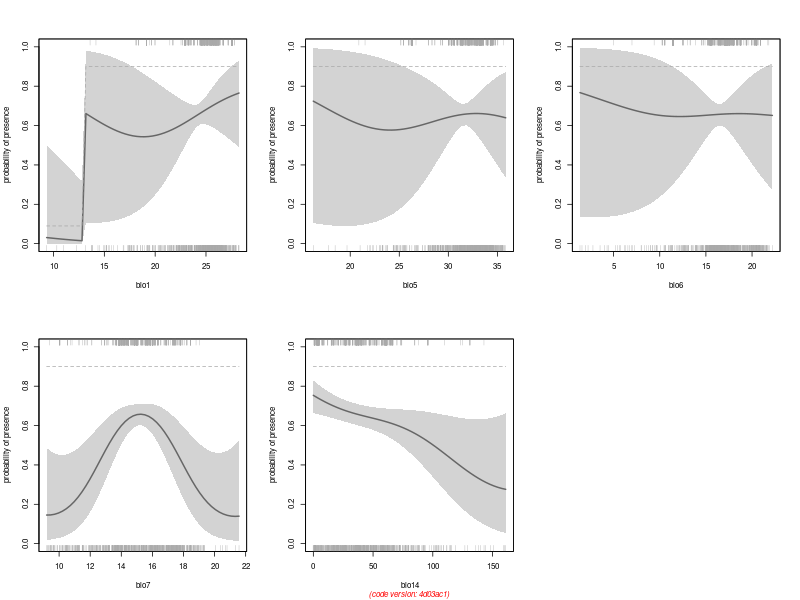 probability of presence
0.0 0.2 0.4 0.6 0.8 1.0
10 15 20 25
bio1
probability of presence
0.0 0.2 0.4 0.6 0.8 1.0
20 25 30 35
bio5
probability of presence
0.0 0.2 0.4 0.6 0.8 1.0
5 10 15 20
bio6
probability of presence
0.0 0.2 0.4 0.6 0.8 1.0
10 12 14 16 18 20 22
bio7
probability of presence
0.0 0.2 0.4 0.6 0.8 1.0
0 50 100 150
bio14
(code version: 4d03ac1)